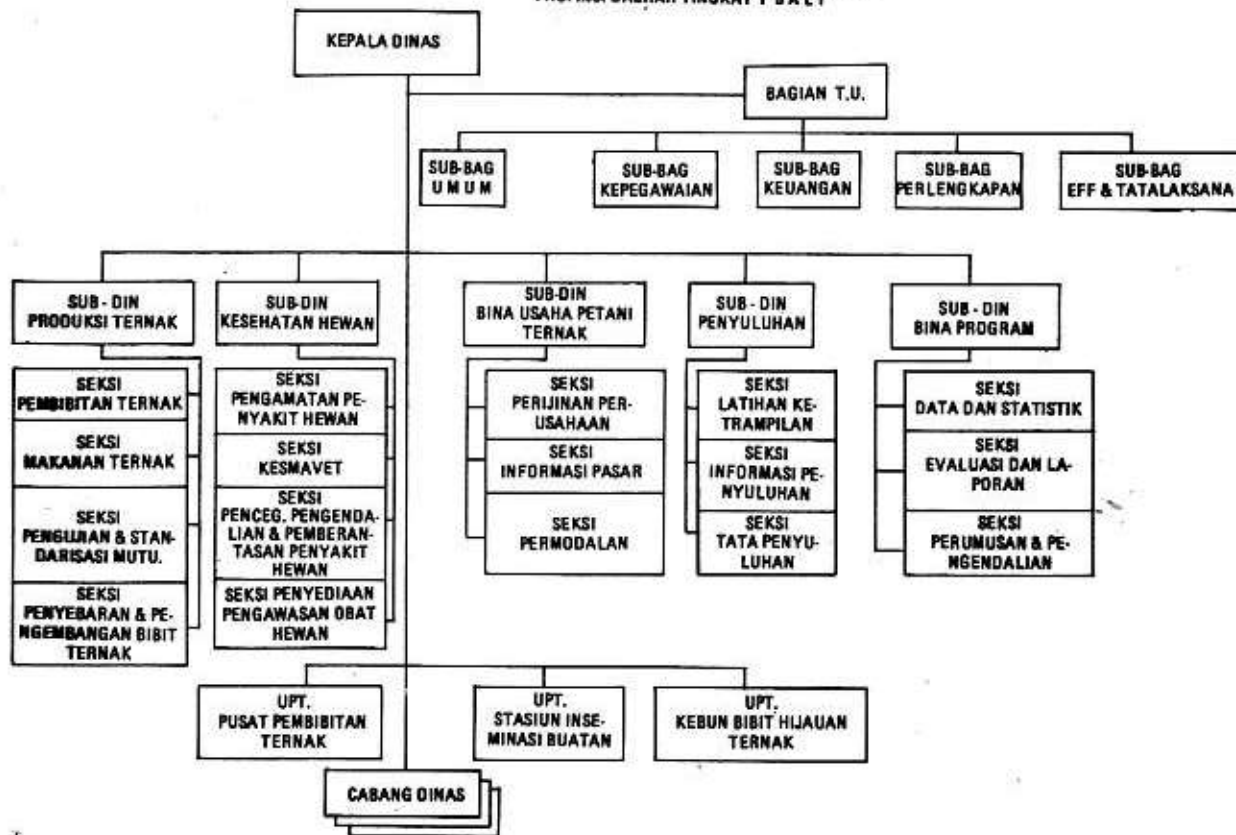 KEPALA DINAS
BAGIAN T.U.
SUB-BAG
U M U M
SUB-BAG
KEPEGAWAIAN
SUB-BAG
KEUANGAN
SUB-BAG
PERLENGKAPAN
SUB-BAG
EFF & TATALAKSANA
SUB - DIN
PRODUKSI TERNAK
SUB-DIN
KESEHATAN HEWAN
SUB-DIN
BINA USAHA PETANI
TERNAK
SUB - DIN
PENYULUHAN
SUB - DIN
BINA PROGRAM
SEKSI
PEMBIBITAN TERNAK
SEKSI
MAKANAN TERNAK
SEKSI
PENGUJIAN & STAN-
DARISASI MUTU.
SEKSI
PENYEBARAN & PE-
NGEMBANGAN BIBIT
TERNAK
SEKSI
PENGAMATAN PE-
NYAKIT HEWAN
SEKSI
KESMAVET
SEKSI
PENCEG. PENGENDA-
LIAN & PEMBERAN-
TASAN PENYAKIT
HEWAN
SEKSI PENYEDIAAN
PENGAWASAN OBAT
HEWAN
SEKSI
PERIJINAN PER-
USAHAAN
SEKSI
INFORMASI PASAR
SEKSI
PERMODALAN
SEKSI
LATIHAN KE-
TRAMPILAN
SEKSI
INFORMASI PE-
NYULUHAN
SEKSI
TATA PENYU-
LUHAN
SEKSI
DATA DAN STATISTIK
SEKSI
EVALUASI DAN LA-
PORAN
SEKSI
PERUMUSAN & PE-
NGENDALIAN
UPT.
PUSAT PEMBIBITAN
TERNAK
UPT.
STASIUN INSE-
MINASI BUATAN
UPT.
KEBUN BIBIT HIJAUAN
TERNAK
CABANG DINAS